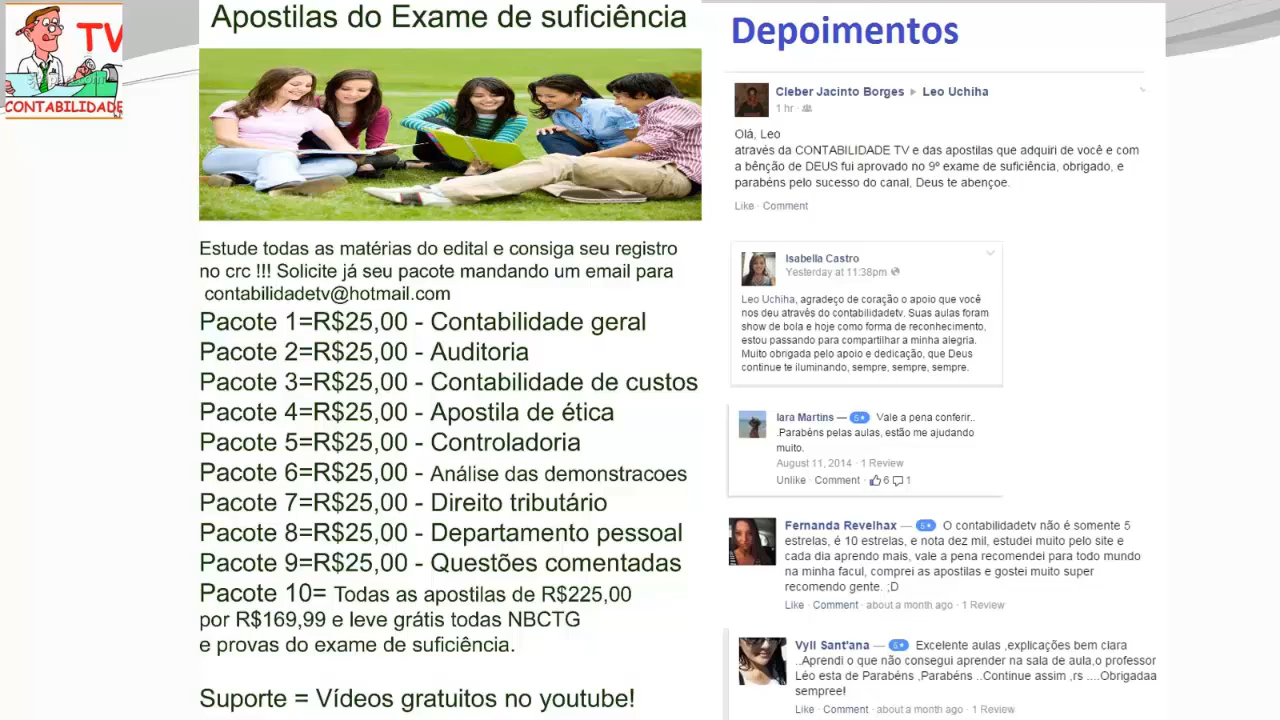 TV
CONTABILIDADE
Apostilas do Exame de suficiência
Estude todas as matérias do edital e consiga seu registro
no crc !!! Solicite já seu pacote mandando um email para
contabilidadetv@hotmail.com
Pacote 1=R$25,00 - Contabilidade geral
Pacote 2=R$25,00 - Auditoria
Pacote 3=R$25,00 - Contabilidade de custos
Pacote 4=R$25,00 - Apostila de ética
Pacote 5=R$25,00 - Controladoria
Pacote 6=R$25,00 - Análise das demonstracoes
Pacote 7=R$25,00 - Direito tributário
Pacote 8=R$25,00 - Departamento pessoal
Pacote 9=R$25,00 - Questões comentadas
Pacote 10= Todas as apostilas de R$225,00
por R$169,99 e leve grátis todas NBCTG
e provas do exame de suficiência.
Suporte = Vídeos gratuitos no youtube!
Depoimentos
Cleber Jacinto Borges ▸ Leo Uchiha
1 hr ·
Olá, Leo
através da CONTABILIDADE TV e das apostilas que adquiri de você e com
a bênção de DEUS fui aprovado no 9º exame de suficiência, obrigado, e
parabéns pelo sucesso do canal, Deus te abençoe.
Like · Comment
Isabella Castro
Yesterday at 11:38pm
Leo Uchiha, agradeço de coração o apoio que você
nos deu através do contabilidadetv. Suas aulas foram
show de bola e hoje como forma de reconhecimento,
estou passando para compartilhar a minha alegria.
Muito obrigada pelo apoio e dedicação, que Deus
continue te iluminando, sempre, sempre, sempre.
Iara Martins — 5★ Vale a pena conferir..
.Parabéns pelas aulas, estão me ajudando
muito.
August 11, 2014 · 1 Review
Unlike · Comment · 6 1
Fernanda Revelhax — 5★ O contabilidadetv não é somente 5
estrelas, é 10 estrelas, e nota dez mil, estudei muito pelo site e
cada dia aprendo mais, vale a pena recomendei para todo mundo
na minha facul, comprei as apostilas e gostei muito super
recomendo gente. ;D
Like · Comment · about a month ago · 1 Review
Vyll Sant'ana — 5★ Excelente aulas ,explicações bem clara
..Aprendi o que não consegui aprender na sala de aula,o professor
Léo esta de Parabéns ,Parabéns ..Continue assim ,rs ....Obrigadaa
sempree!
Like · Comment · about a month ago · 1 Review